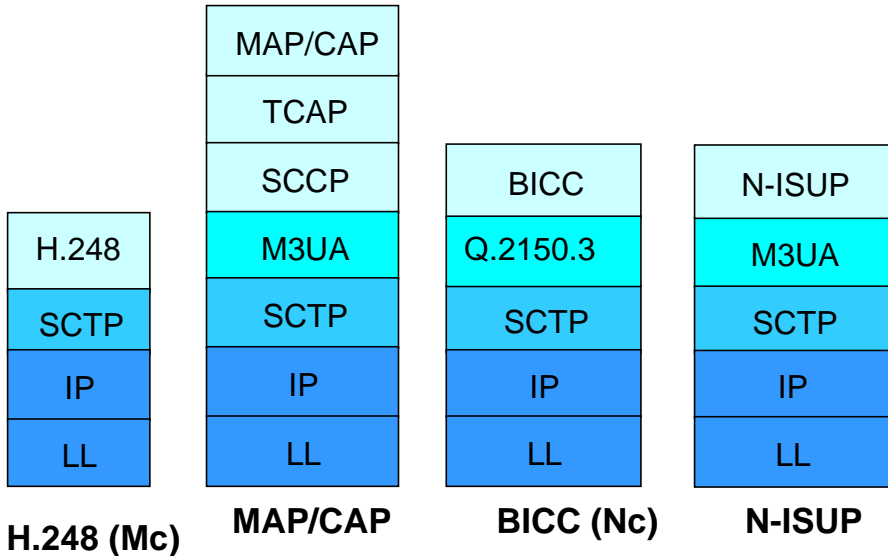 H.248
SCTP
IP
LL
H.248 (Mc)
MAP/CAP
TCAP
SCCP
M3UA
SCTP
IP
LL
MAP/CAP
BICC
Q.2150.3
SCTP
IP
LL
BICC (Nc)
N-ISUP
M3UA
SCTP
IP
LL
N-ISUP